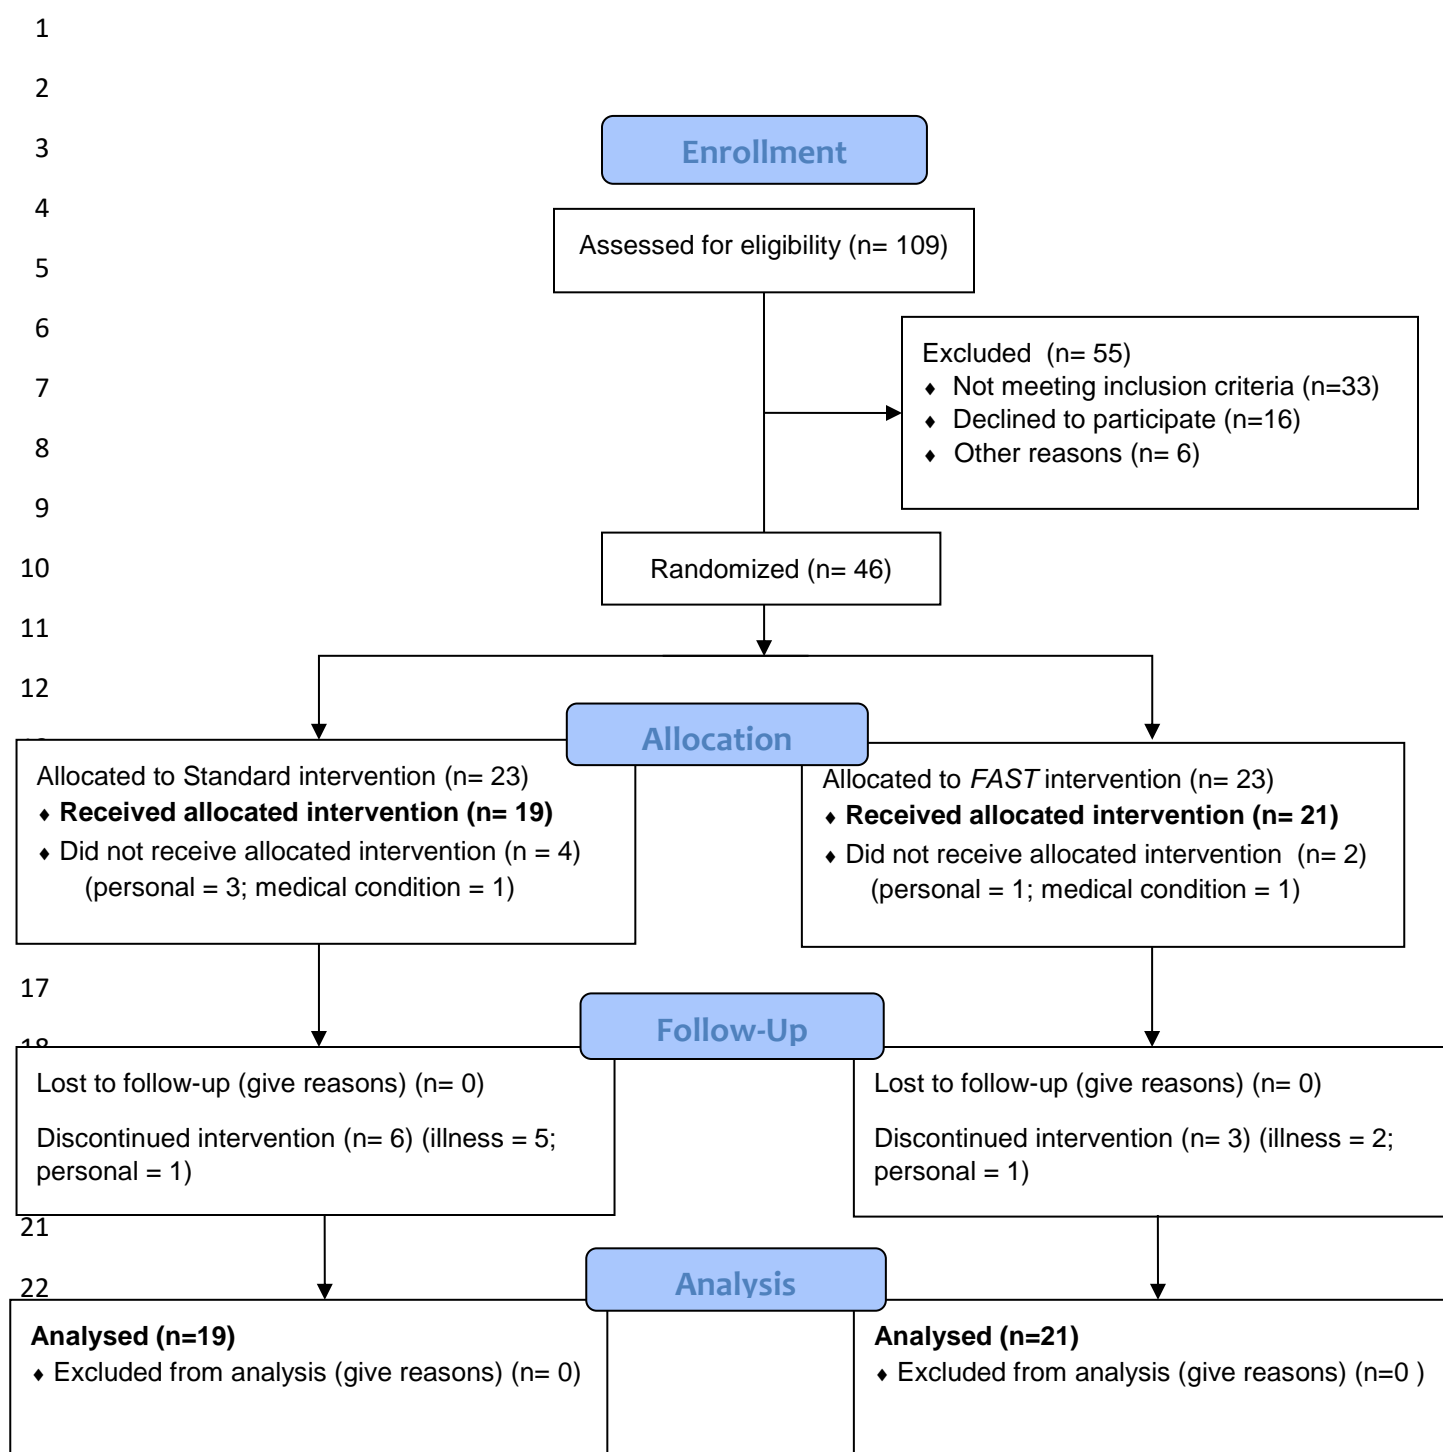 1
2
3
Enrollment
4
Assessed for eligibility (n= 109)
5
6
Excluded  (n= 55)
7
♦ Not meeting inclusion criteria (n=33)
♦ Declined to participate (n=16)
8
♦ Other reasons (n= 6)
9
10
Randomized (n= 46)
11
12
Allocation
Allocated to Standard intervention (n= 23)
♦ Received allocated intervention (n= 19)
♦ Did not receive allocated intervention (n = 4)
(personal = 3; medical condition = 1)
Allocated to FAST intervention (n= 23)
♦ Received allocated intervention (n= 21)
♦ Did not receive allocated intervention  (n= 2)
(personal = 1; medical condition = 1)
17
Follow-Up
18
Lost to follow-up (give reasons) (n= 0)
Discontinued intervention (n= 6) (illness = 5;
personal = 1)
Lost to follow-up (give reasons) (n= 0)
Discontinued intervention (n= 3) (illness = 2;
personal = 1)
21
22
Analysis
Analysed (n=19)
♦ Excluded from analysis (give reasons) (n= 0)
Analysed (n=21)
♦ Excluded from analysis (give reasons) (n=0 )